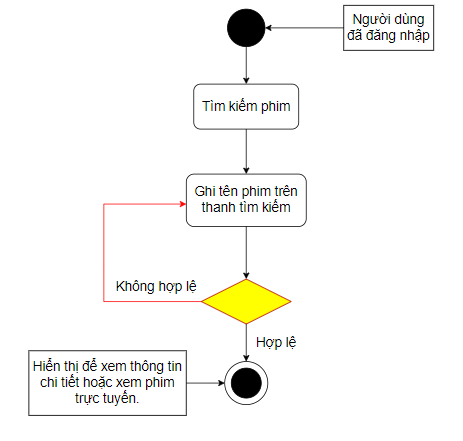 Người dùng
đã đăng nhập
Tìm kiếm phim
Ghi tên phim trên
thanh tìm kiếm
Không hợp lệ
Hợp lệ
Hiển thị để xem thông tin
chi tiết hoặc xem phim
trực tuyến.